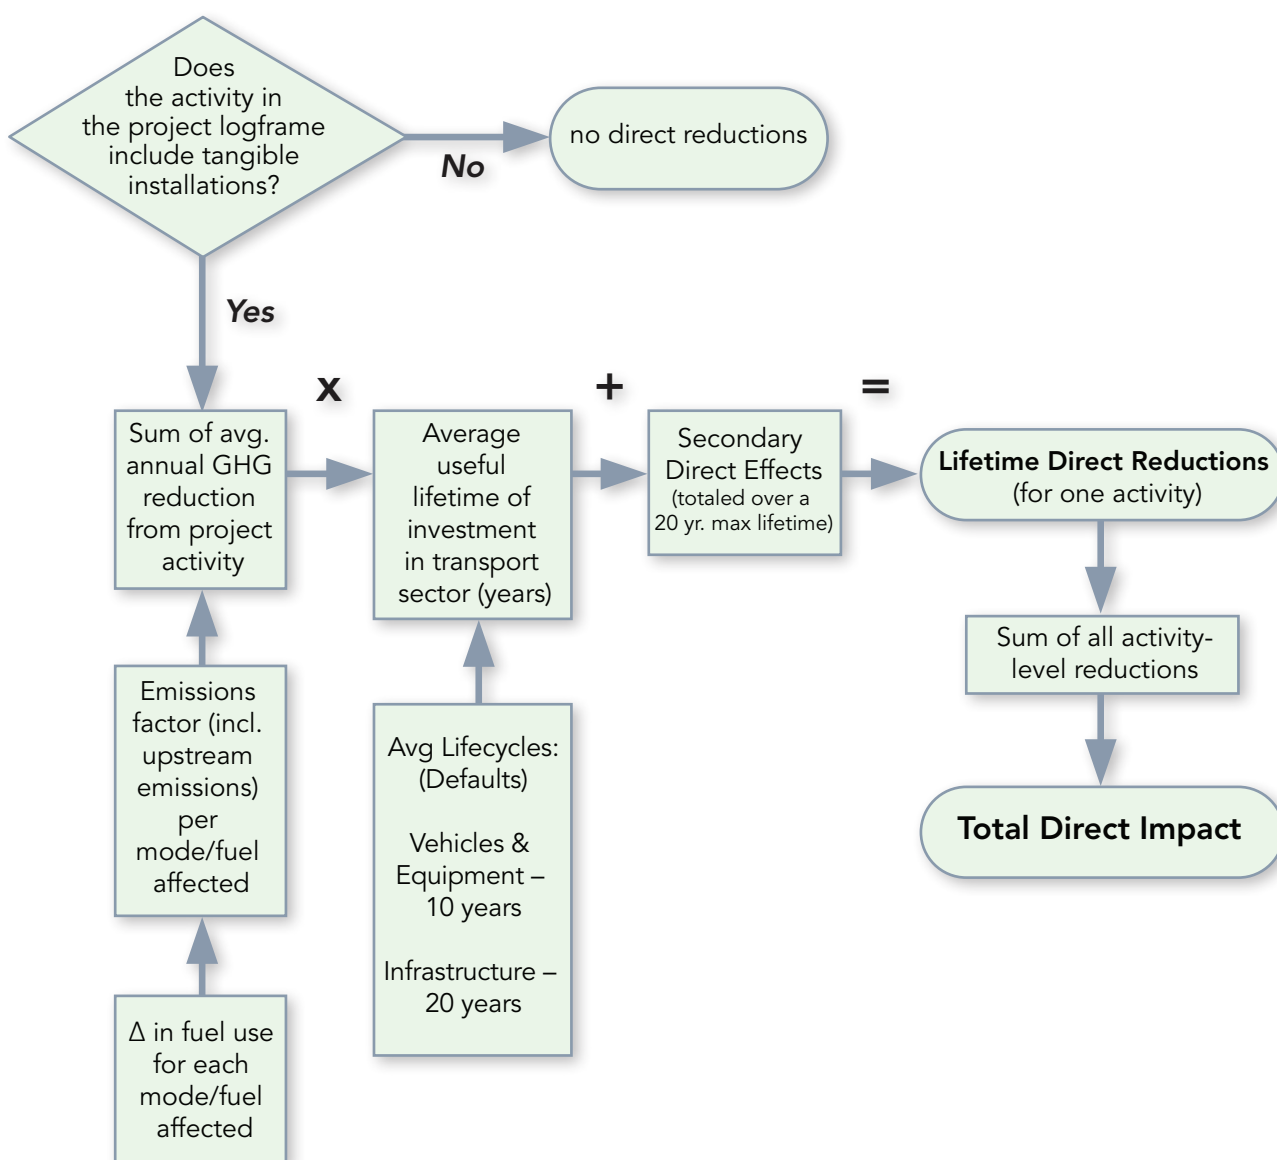 Does
the activity in
the project logframe
include tangible
installations?
No
no direct reductions
Yes
x
+
=
Sum of avg.
annual GHG
reduction
from project
activity
Average
useful
lifetime of
investment
in transport
sector (years)
Secondary
Direct Effects
(totaled over a
20 yr. max lifetime)
Lifetime Direct Reductions
(for one activity)
Sum of all activity-
level reductions
Total Direct Impact
Emissions
factor (incl.
upstream
emissions)
per
mode/fuel
affected
Avg Lifecycles:
(Defaults)
Vehicles &
Equipment –
10 years
Infrastructure –
20 years
Δ in fuel use
for each
mode/fuel
affected